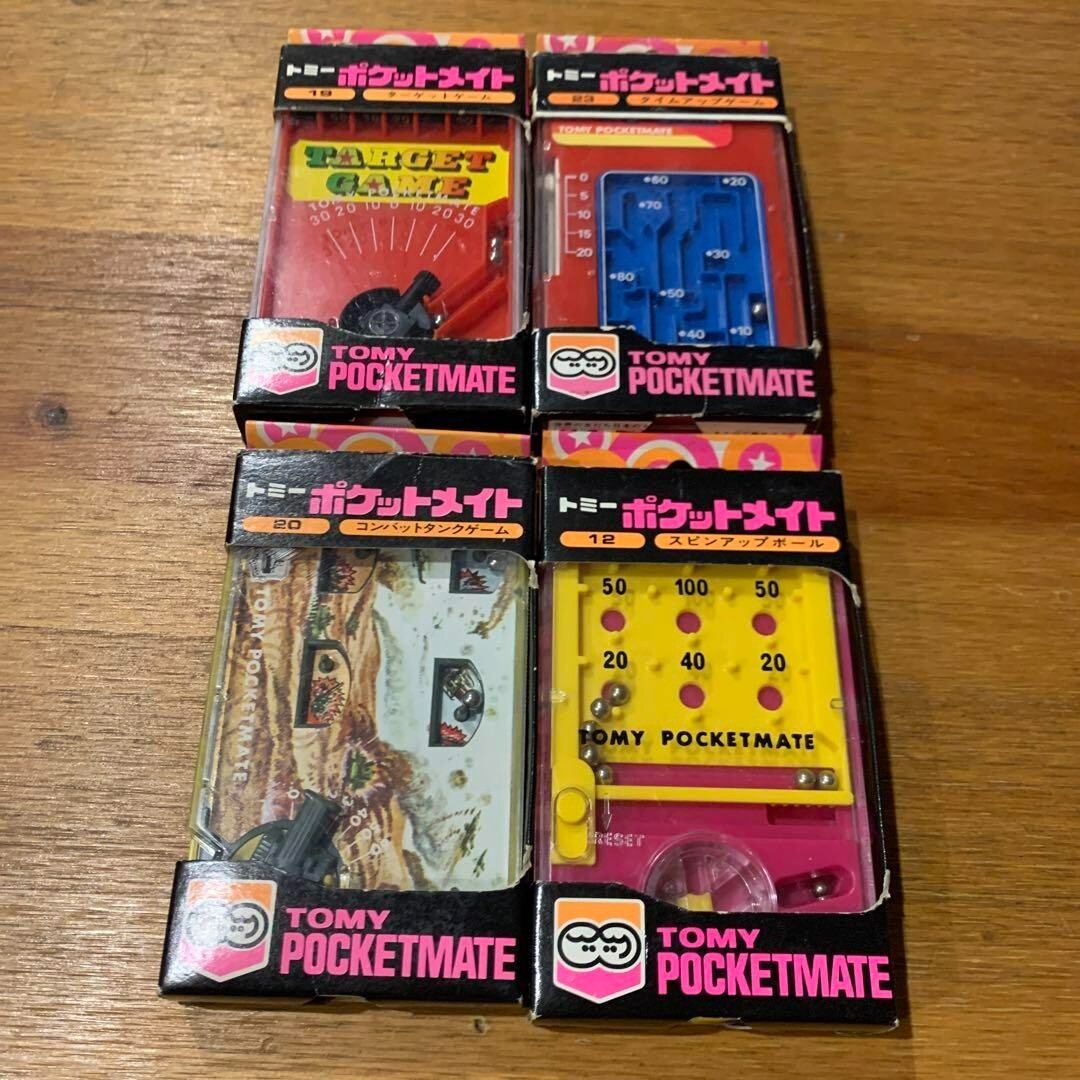 トミー ポケットメイト
19 ターゲットゲーム
TARGET
GAME
TOMY POCKETMATE
30 20 10 0 10 20 30
TOMY
POCKETMATE
トミー ポケットメイト
23 タイムアップゲーム
TOMY POCKETMATE
0
5
10
15
20
60 20
70
30
80
50
40 10
TOMY
POCKETMATE
トミー ポケットメイト
20 コンバットタンクゲーム
TOMY POCKETMATE
TOMY
POCKETMATE
トミー ポケットメイト
12 スピンアップボール
50 100 50
20 40 20
TOMY POCKETMATE
RESET
TOMY
POCKETMATE